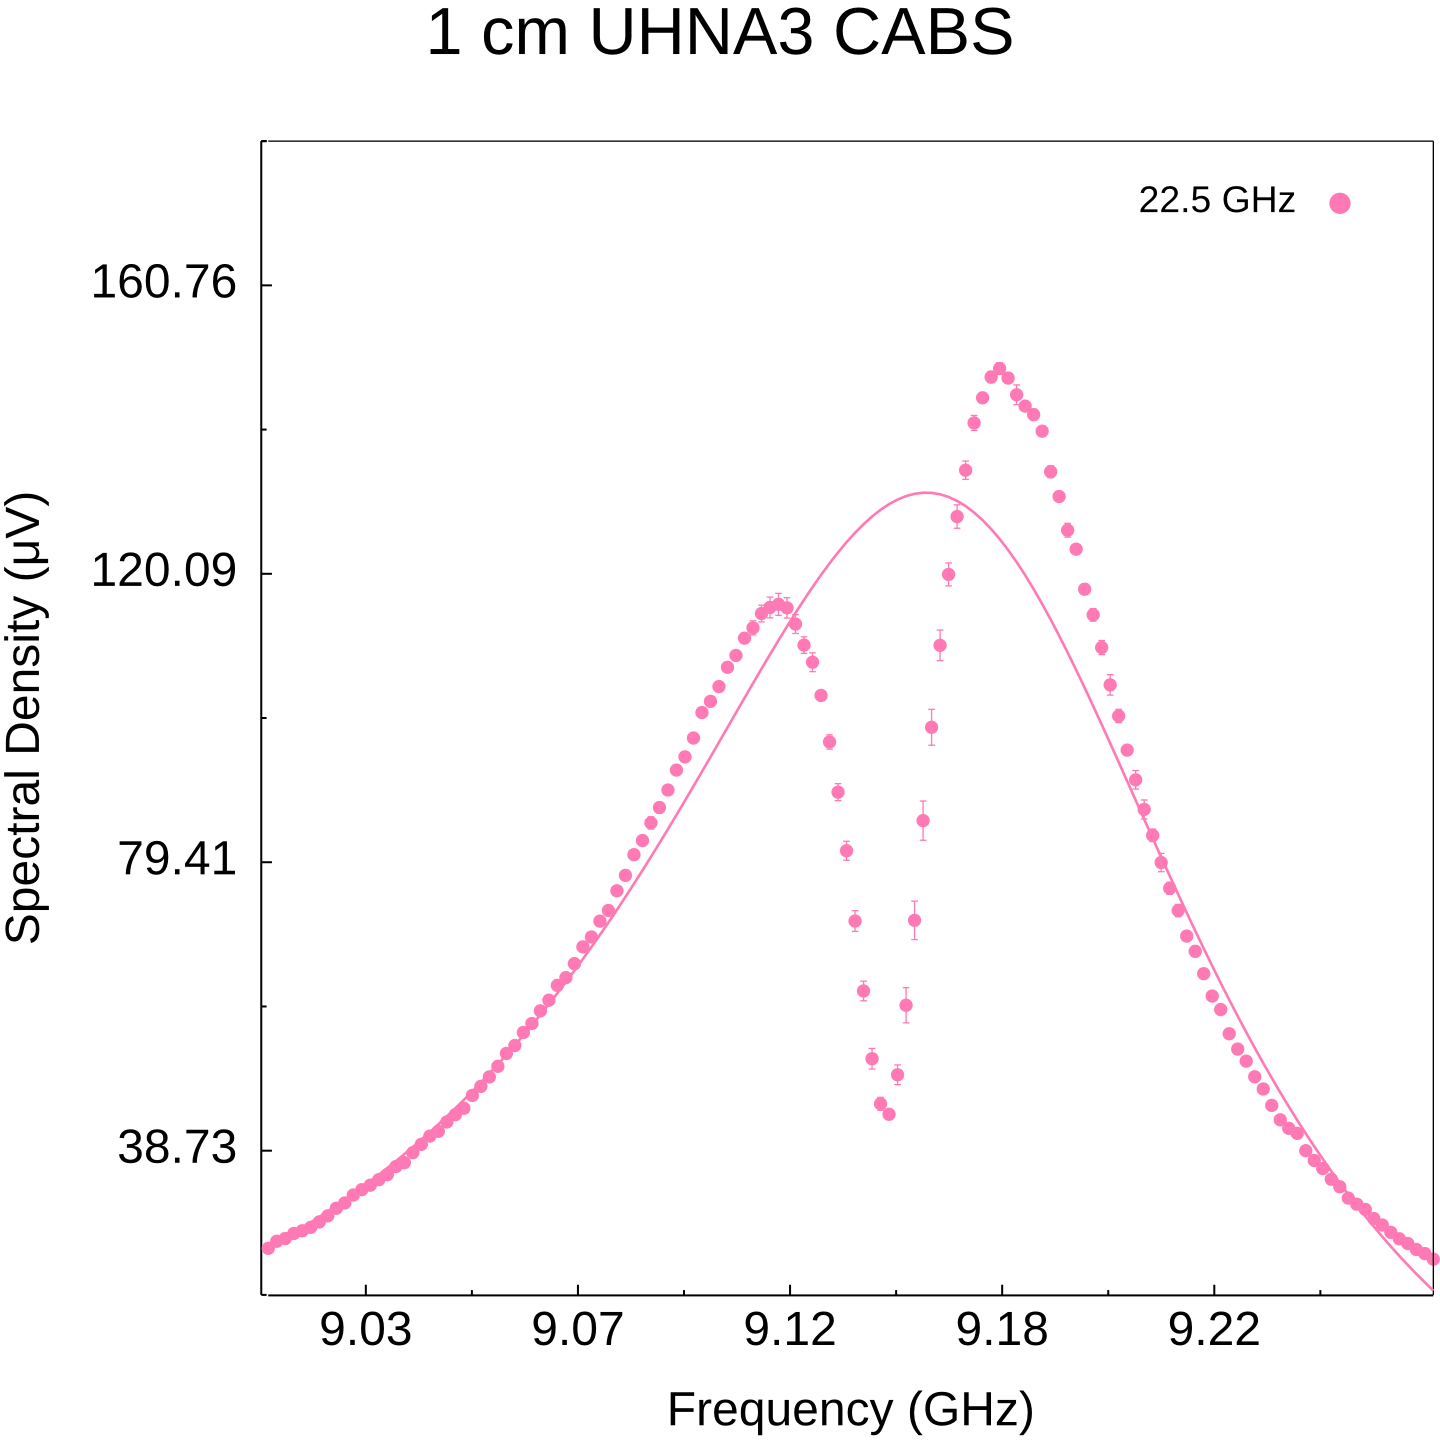 1 cm UHNA3 CABS
22.5 GHz
160.76
120.09
79.41
38.73
Spectral Density (μV)
9.03 9.07 9.12 9.18 9.22
Frequency (GHz)